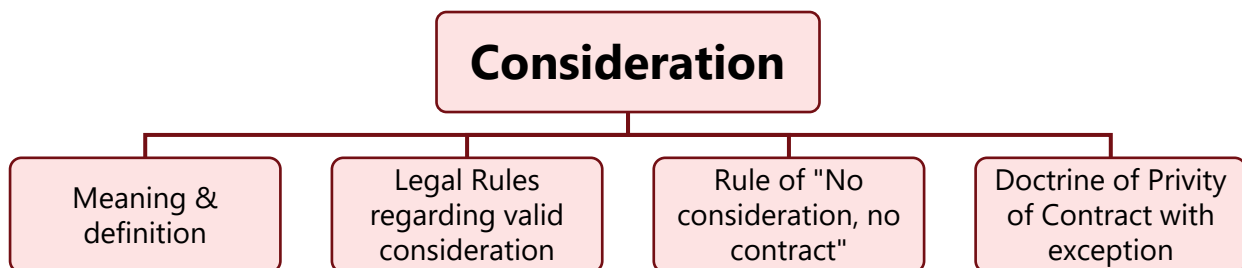 Consideration
Meaning &
definition
Legal Rules
regarding valid
consideration
Rule of "No
consideration, no
contract"
Doctrine of Privity
of Contract with
exception